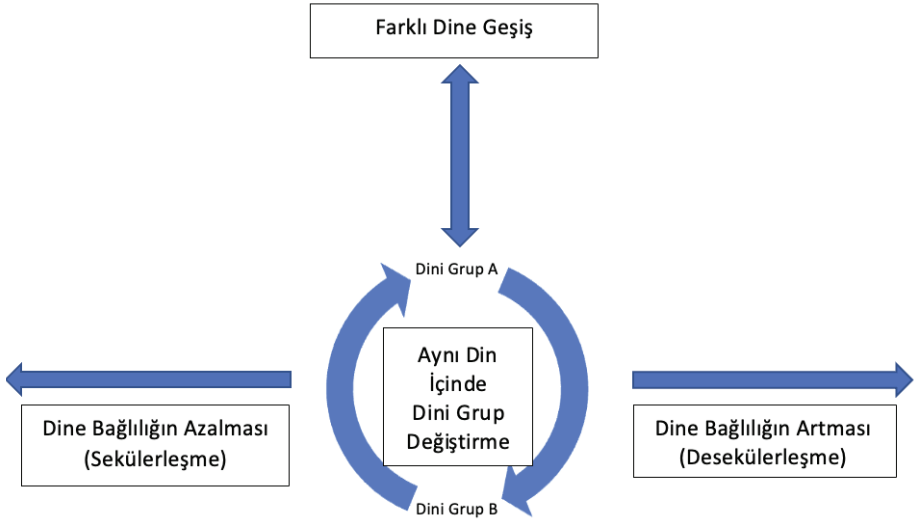 Farklı Dine Geçiş
Dini Grup A
Aynı Din
İçinde
Dini Grup
Değiştirme
Dine Bağlılığın Azalması
(Sekülerleşme)
Dine Bağlılığın Artması
(Desekülerleşme)
Dini Grup B